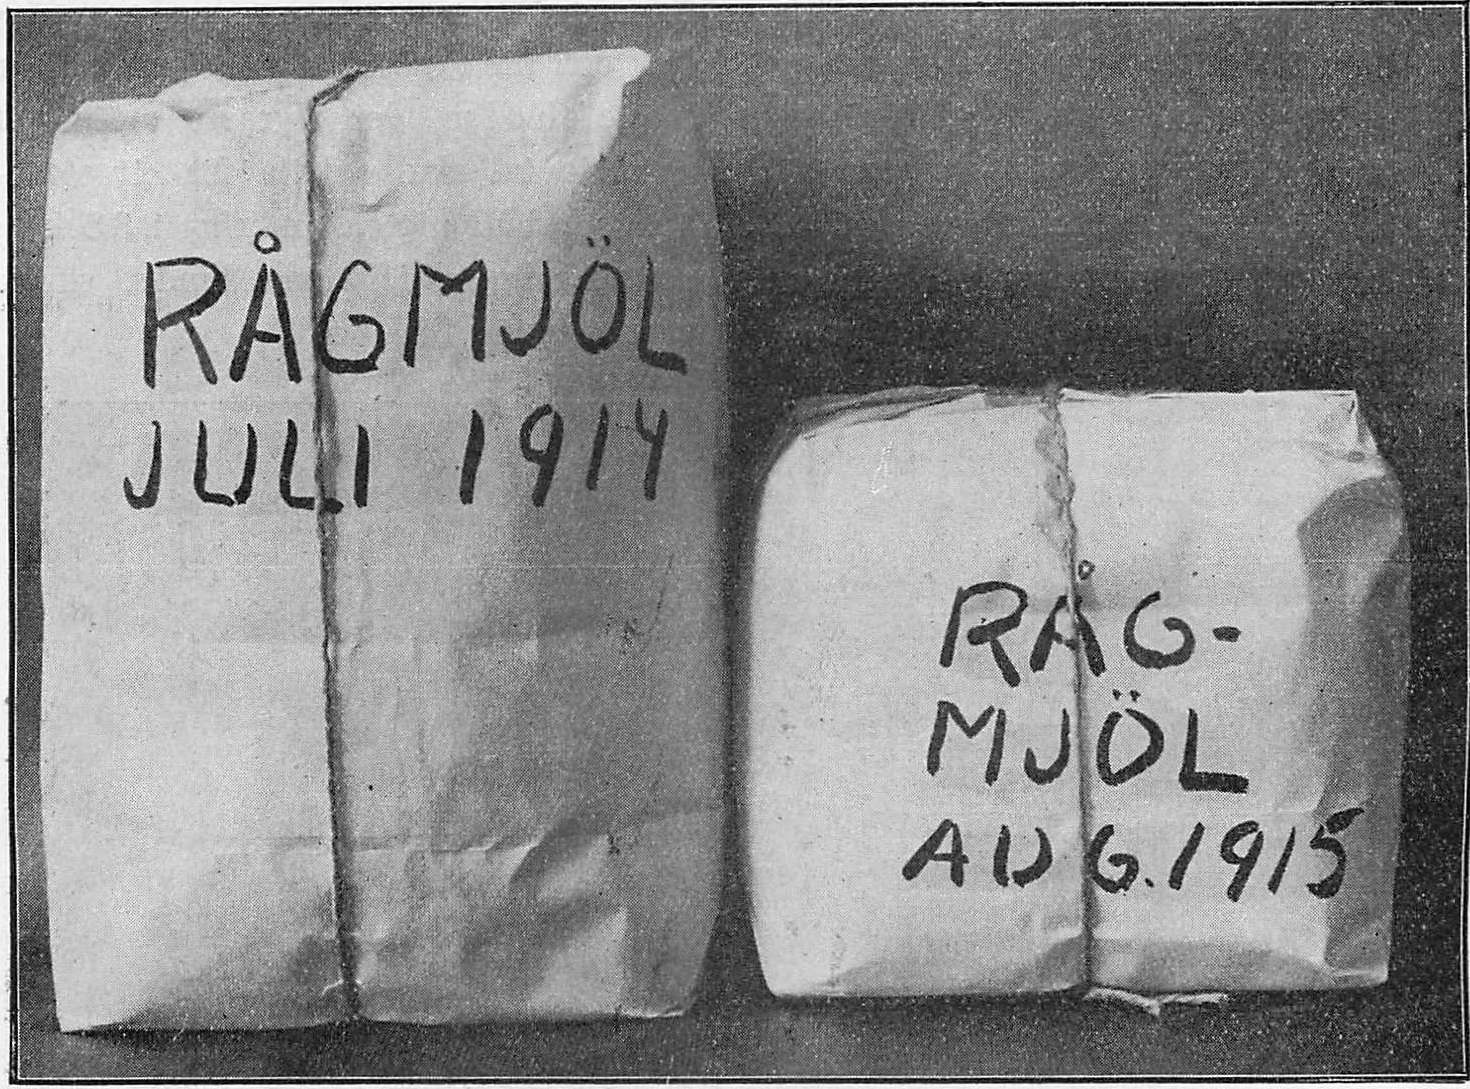 RÅGMJÖL
JULI 1914
RÅG-
MJÖL
AUG. 1915